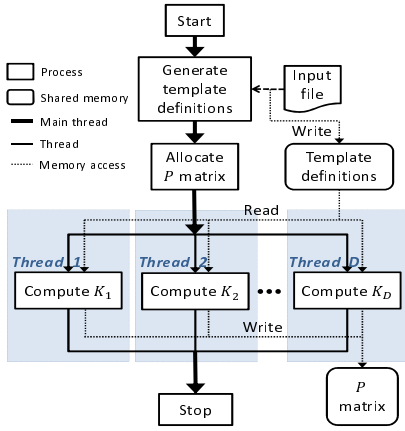 Start
Generate
template
definitions
Input
file
Process
Shared memory
Main thread
Thread
Memory access
Write
Allocate
P matrix
Template
definitions
Read
Thread 1
Thread 2
Thread D
Compute K₁
Compute K₂
•••
Compute K_D
Write
Stop
P
matrix